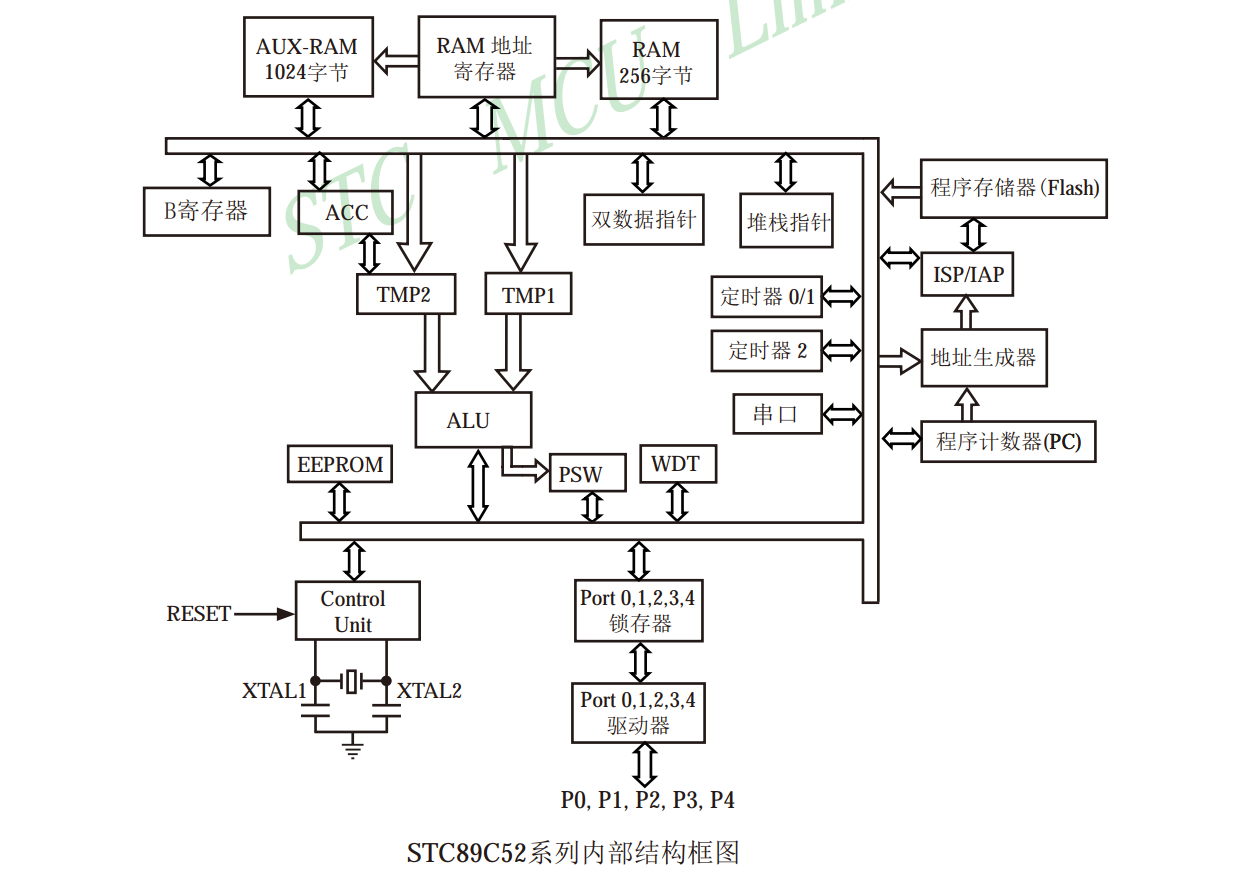 STC MCU Lim
AUX-RAM
1024字节
RAM 地址
寄存器
RAM
256字节
B寄存器
ACC
双数据指针
堆栈指针
程序存储器(Flash)
TMP2
TMP1
定时器 0/1
ISP/IAP
定时器 2
地址生成器
ALU
串口
程序计数器(PC)
EEPROM
PSW
WDT
RESET
Control
Unit
Port 0,1,2,3,4
锁存器
XTAL1
XTAL2
Port 0,1,2,3,4
驱动器
P0, P1, P2, P3, P4
STC89C52系列内部结构框图